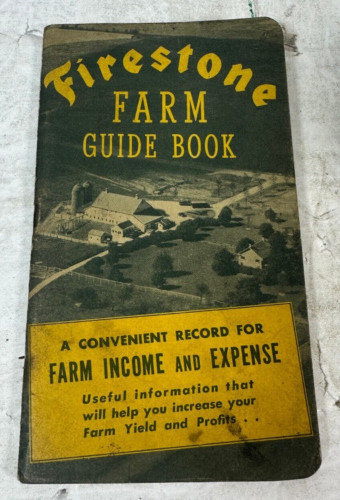 Firestone
FARM
GUIDE BOOK
A CONVENIENT RECORD FOR
FARM INCOME AND EXPENSE
Useful information that
will help you increase your
Farm Yield and Profits . .